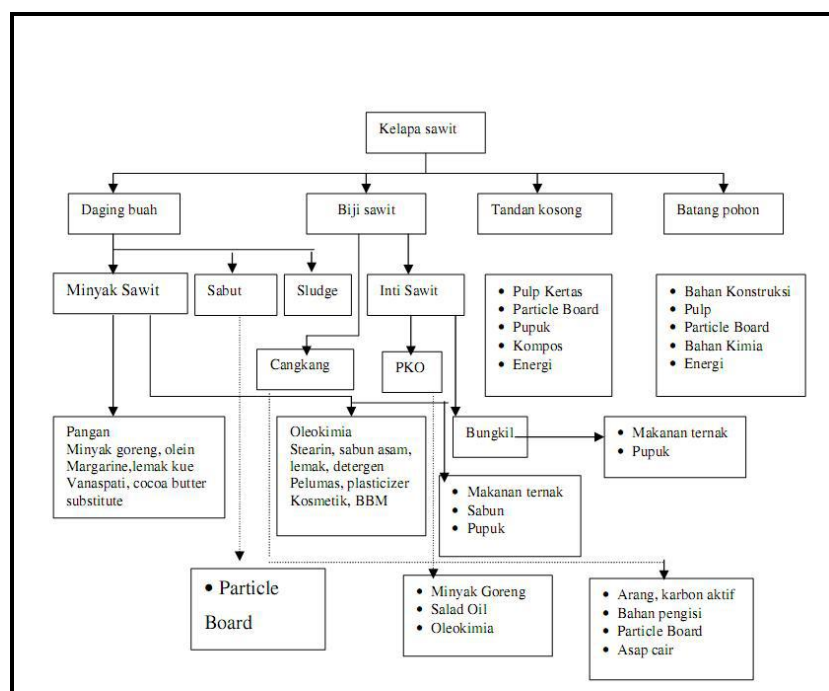 Kelapa sawit
Daging buah
Biji sawit
Tandan kosong
Batang pohon
Minyak Sawit
Sabut
Sludge
Inti Sawit
• Pulp Kertas
• Particle Board
• Pupuk
• Kompos
• Energi
• Bahan Konstruksi
• Pulp
• Particle Board
• Bahan Kimia
• Energi
Cangkang
PKO
Pangan
Minyak goreng, olein
Margarine,lemak kue
Vanaspati, cocoa butter
substitute
Oleokimia
Stearin, sabun asam,
lemak, detergen
Pelumas, plasticizer
Kosmetik, BBM
Bungkil
• Makanan ternak
• Pupuk
• Makanan ternak
• Sabun
• Pupuk
• Particle
Board
• Minyak Goreng
• Salad Oil
• Oleokimia
• Arang, karbon aktif
• Bahan pengisi
• Particle Board
• Asap cair